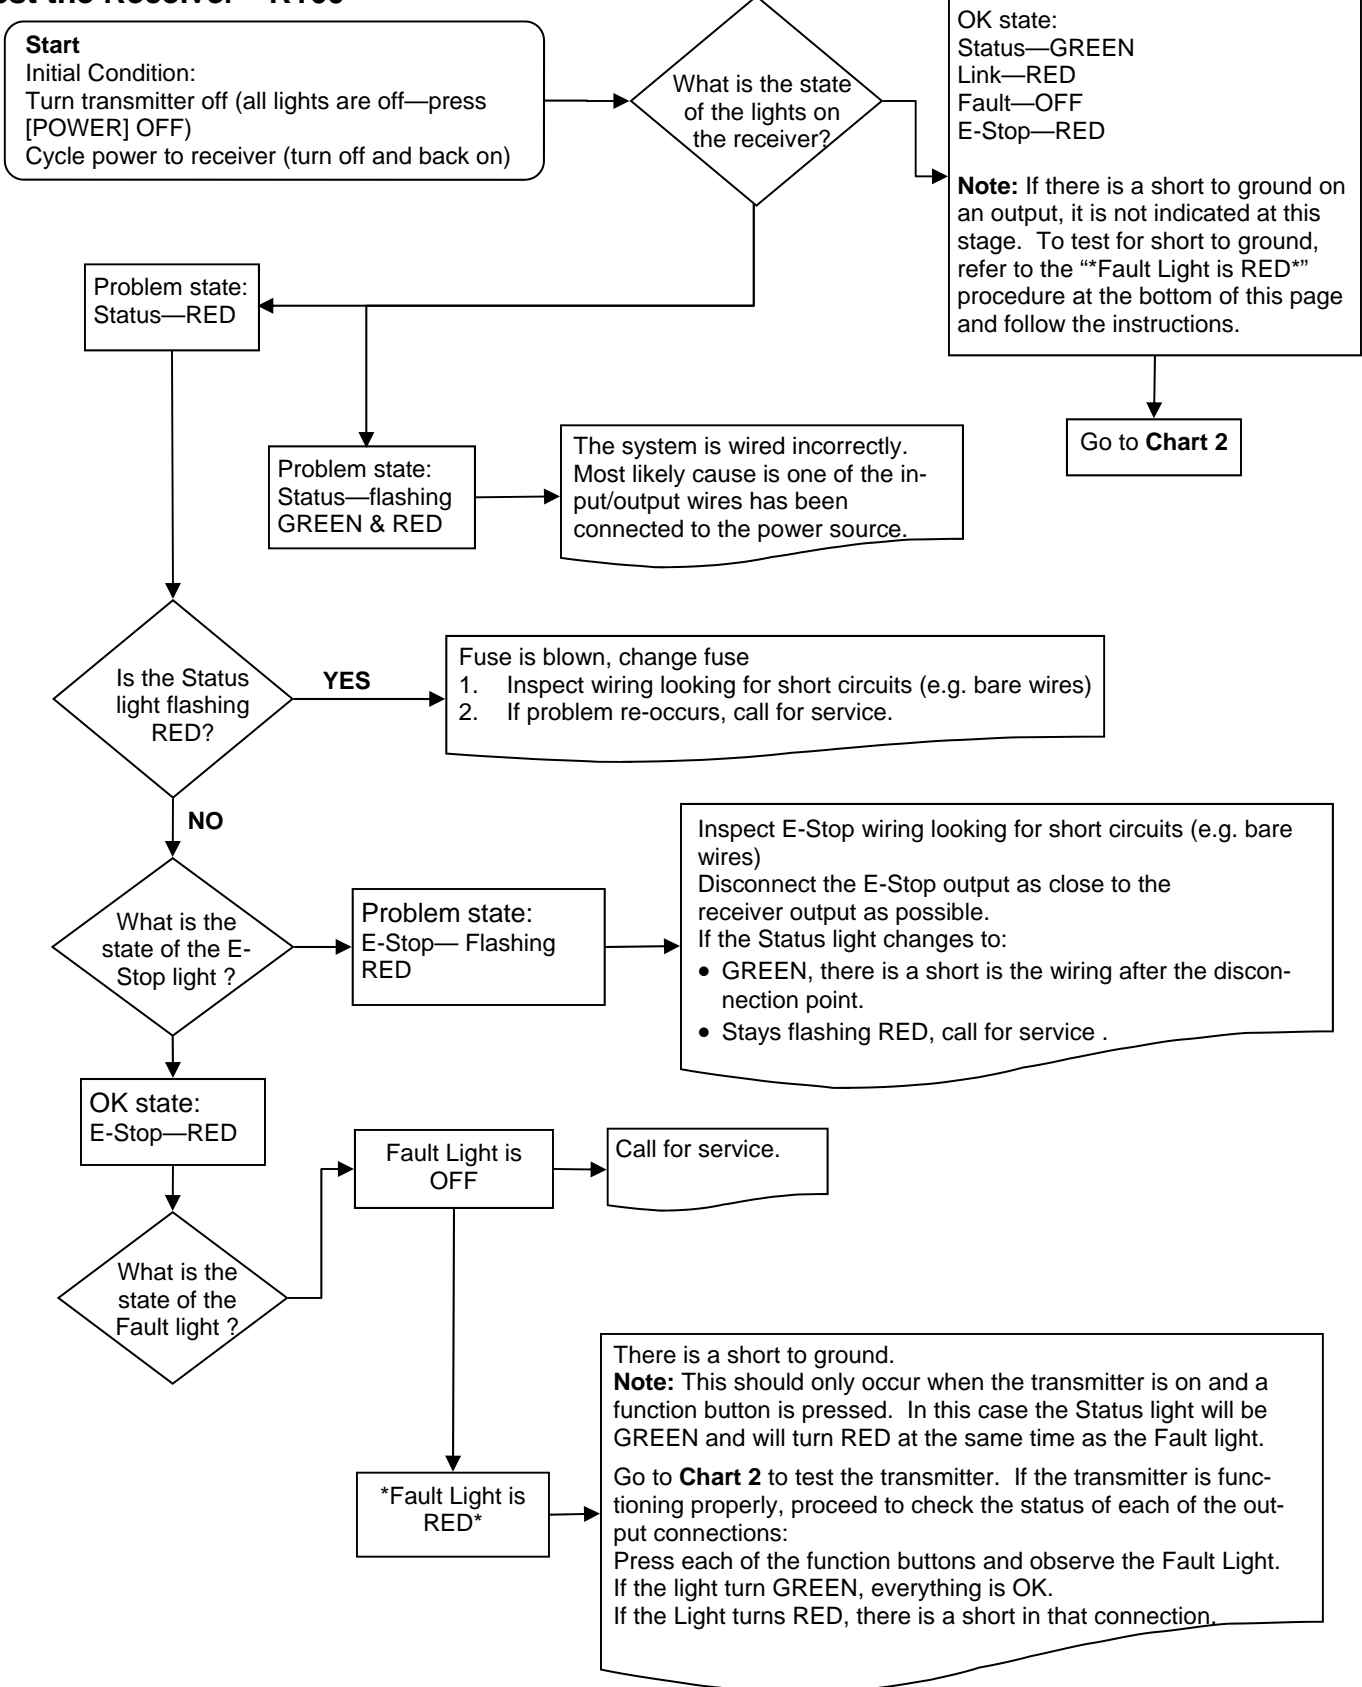 the Receiver
Start
Initial Condition:
Turn transmitter off (all lights are off—press
[POWER] OFF)
Cycle power to receiver (turn off and back on)
What is the state
of the lights on
the receiver?
OK state:
Status—GREEN
Link—RED
Fault—OFF
E-Stop—RED
Note: If there is a short to ground on
an output, it is not indicated at this
stage. To test for short to ground,
refer to the “*Fault Light is RED*”
procedure at the bottom of this page
and follow the instructions.
Go to Chart 2
Problem state:
Status—RED
Problem state:
Status—flashing
GREEN & RED
The system is wired incorrectly.
Most likely cause is one of the in-
put/output wires has been
connected to the power source.
Is the Status
light flashing
RED?
YES
Fuse is blown, change fuse
1. Inspect wiring looking for short circuits (e.g. bare wires)
2. If problem re-occurs, call for service.
NO
What is the
state of the E-
Stop light ?
Problem state:
E-Stop— Flashing
RED
Inspect E-Stop wiring looking for short circuits (e.g. bare
wires)
Disconnect the E-Stop output as close to the
receiver output as possible.
If the Status light changes to:
• GREEN, there is a short is the wiring after the discon-
nection point.
• Stays flashing RED, call for service .
OK state:
E-Stop—RED
What is the
state of the
Fault light ?
Fault Light is
OFF
Call for service.
*Fault Light is
RED*
There is a short to ground.
Note: This should only occur when the transmitter is on and a
function button is pressed. In this case the Status light will be
GREEN and will turn RED at the same time as the Fault light.
Go to Chart 2 to test the transmitter. If the transmitter is func-
tioning properly, proceed to check the status of each of the out-
put connections:
Press each of the function buttons and observe the Fault Light.
If the light turn GREEN, everything is OK.
If the Light turns RED, there is a short in that connection.